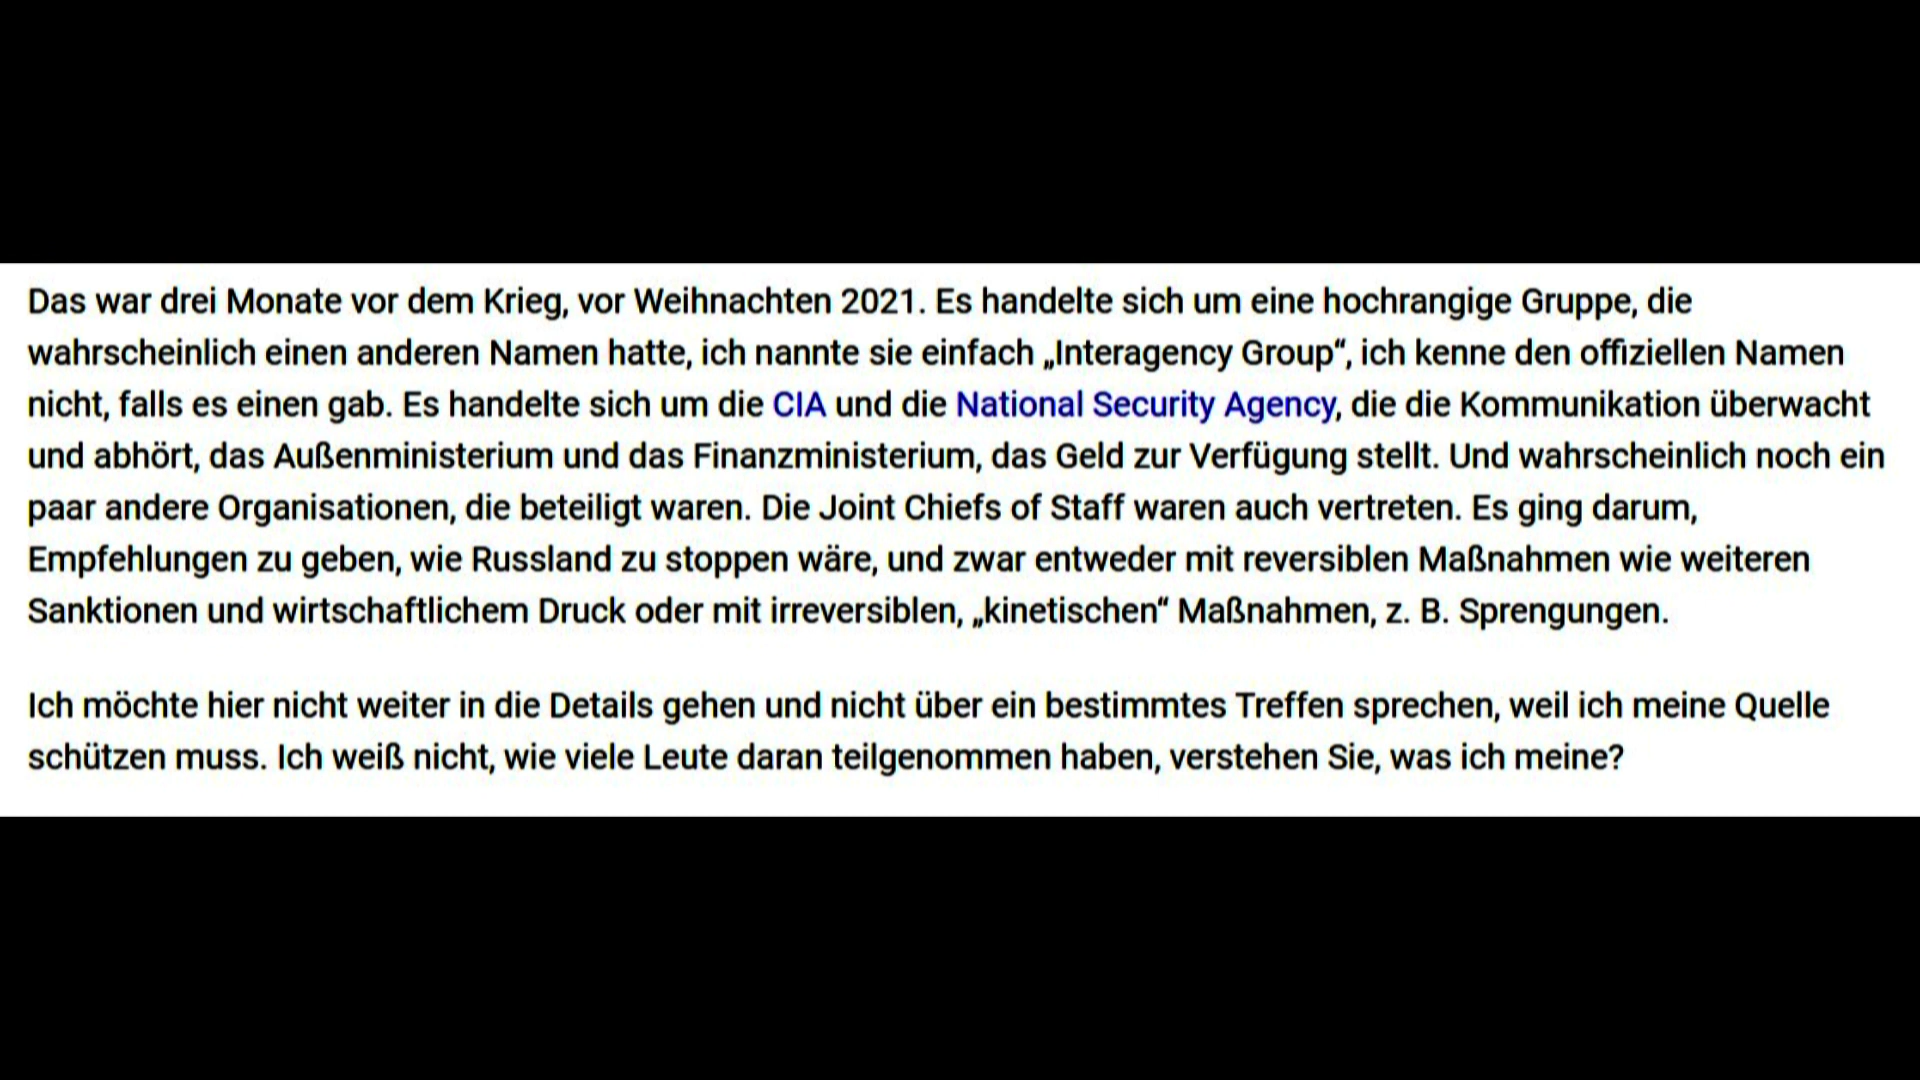 Das war drei Monate vor dem Krieg, vor Weihnachten 2021. Es handelte sich um eine hochrangige Gruppe, die
wahrscheinlich einen anderen Namen hatte, ich nannte sie einfach „Interagency Group“, ich kenne den offiziellen Namen
nicht, falls es einen gab. Es handelte sich um die CIA und die National Security Agency, die die Kommunikation überwacht
und abhört, das Außenministerium und das Finanzministerium, das Geld zur Verfügung stellt. Und wahrscheinlich noch ein
paar andere Organisationen, die beteiligt waren. Die Joint Chiefs of Staff waren auch vertreten. Es ging darum,
Empfehlungen zu geben, wie Russland zu stoppen wäre, und zwar entweder mit reversiblen Maßnahmen wie weiteren
Sanktionen und wirtschaftlichem Druck oder mit irreversiblen, „kinetischen“ Maßnahmen, z. B. Sprengungen.
Ich möchte hier nicht weiter in die Details gehen und nicht über ein bestimmtes Treffen sprechen, weil ich meine Quelle
schützen muss. Ich weiß nicht, wie viele Leute daran teilgenommen haben, verstehen Sie, was ich meine?